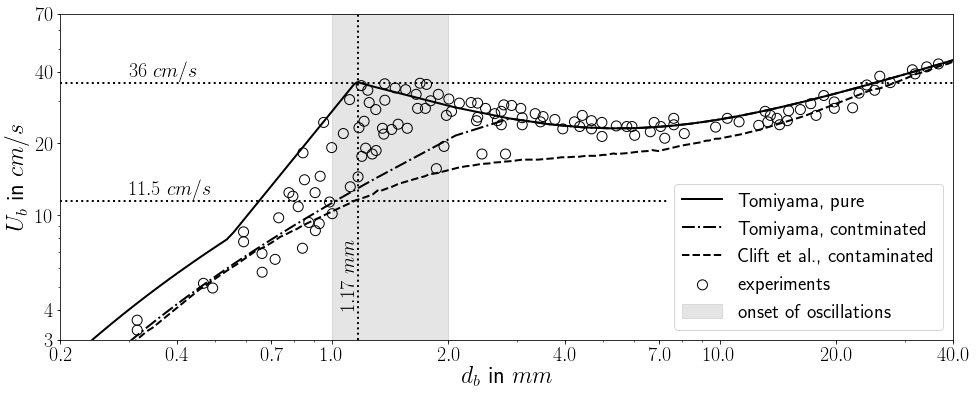 70
40
20
10
4
3
U_b in cm/s
36 cm/s
11.5 cm/s
1.17 mm
Tomiyama, pure
Tomiyama, contminated
Clift et al., contaminated
experiments
onset of oscillations
0.2 0.4 0.7 1.0 2.0 4.0 7.0 10.0 20.0 40.0
d_b in mm